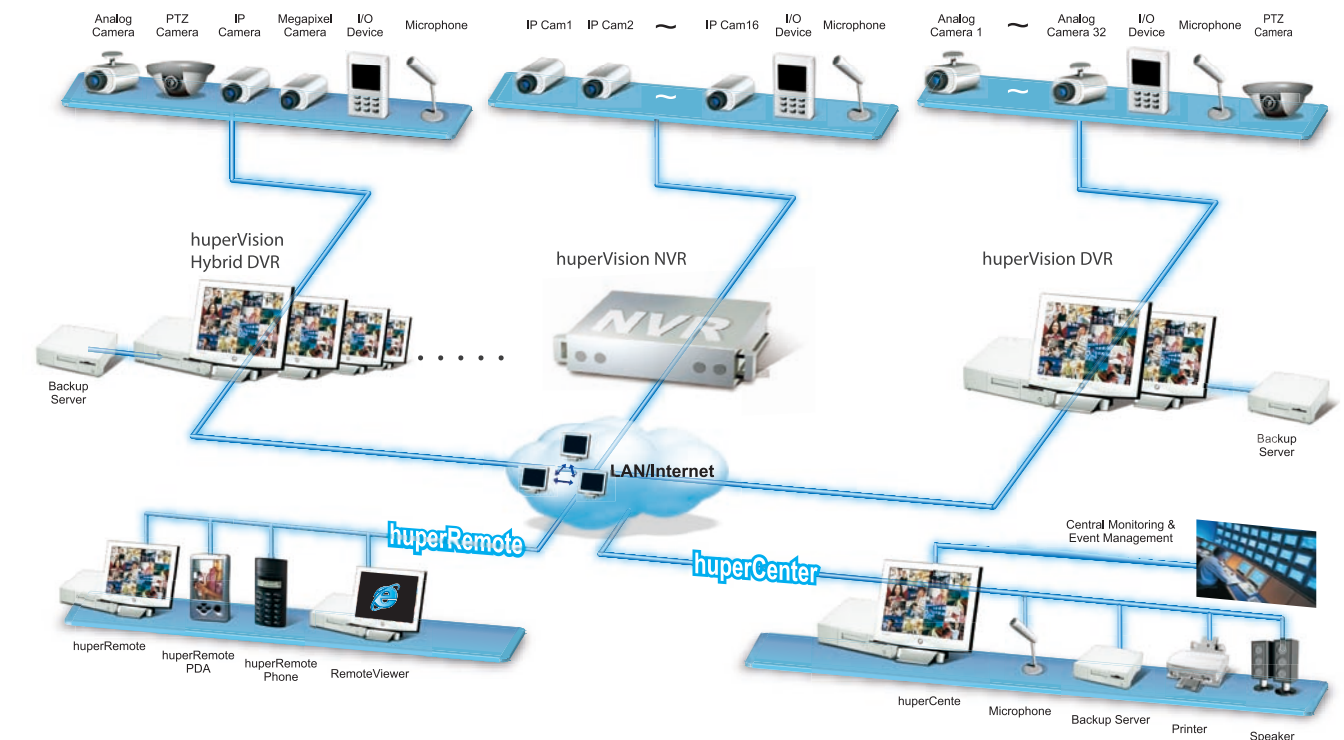 Analog
Camera
PTZ
Camera
IP
Camera
Megapixel
Camera
I/O
Device
Microphone
IP Cam1
IP Cam2
~
IP Cam16
I/O
Device
Microphone
Analog
Camera 1
~
Analog
Camera 32
I/O
Device
Microphone
PTZ
Camera
~
~
huperVision
Hybrid DVR
huperVision NVR
huperVision DVR
NVR
Backup
Server
. . . . .
Backup
Server
LAN/Internet
huperRemote
huperCenter
Central Monitoring &
Event Management
huperRemote
huperRemote
PDA
huperRemote
Phone
RemoteViewer
huperCente
Microphone
Backup Server
Printer
Speaker